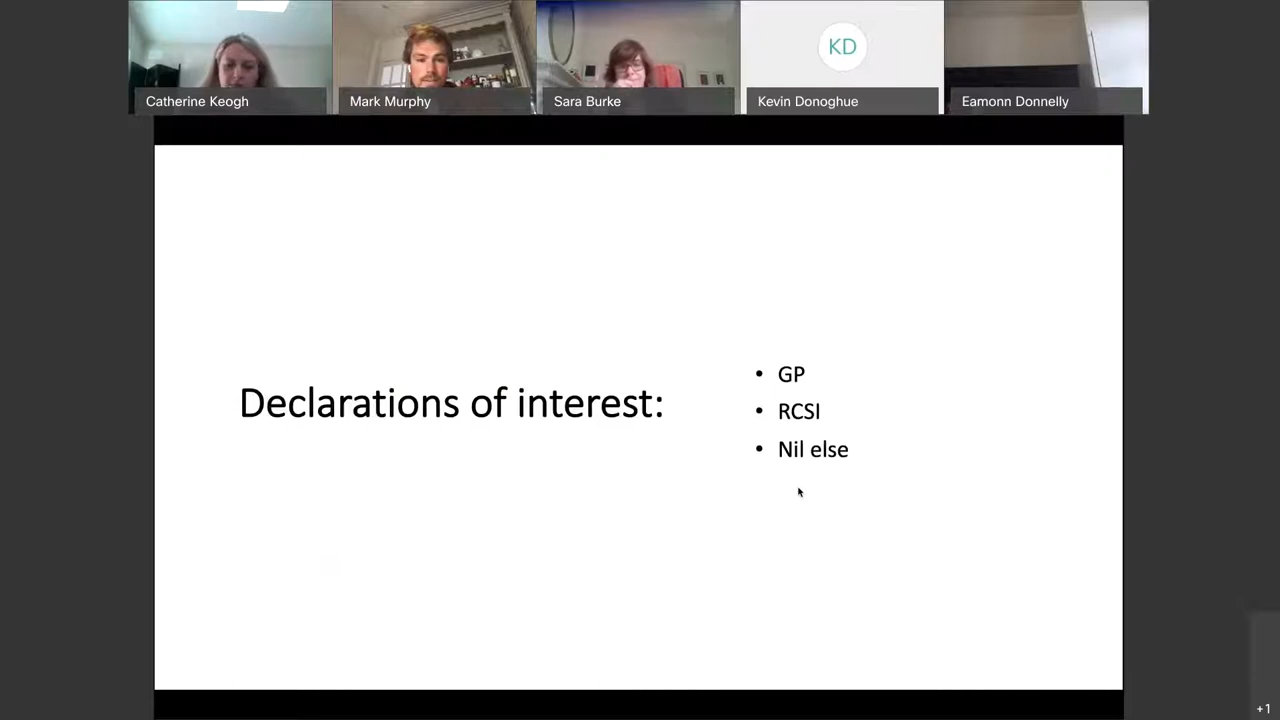 Catherine Keogh
Mark Murphy
Sara Burke
KD
Kevin Donoghue
Eamonn Donnelly
Declarations of interest:
• GP
• RCSI
• Nil else
+1